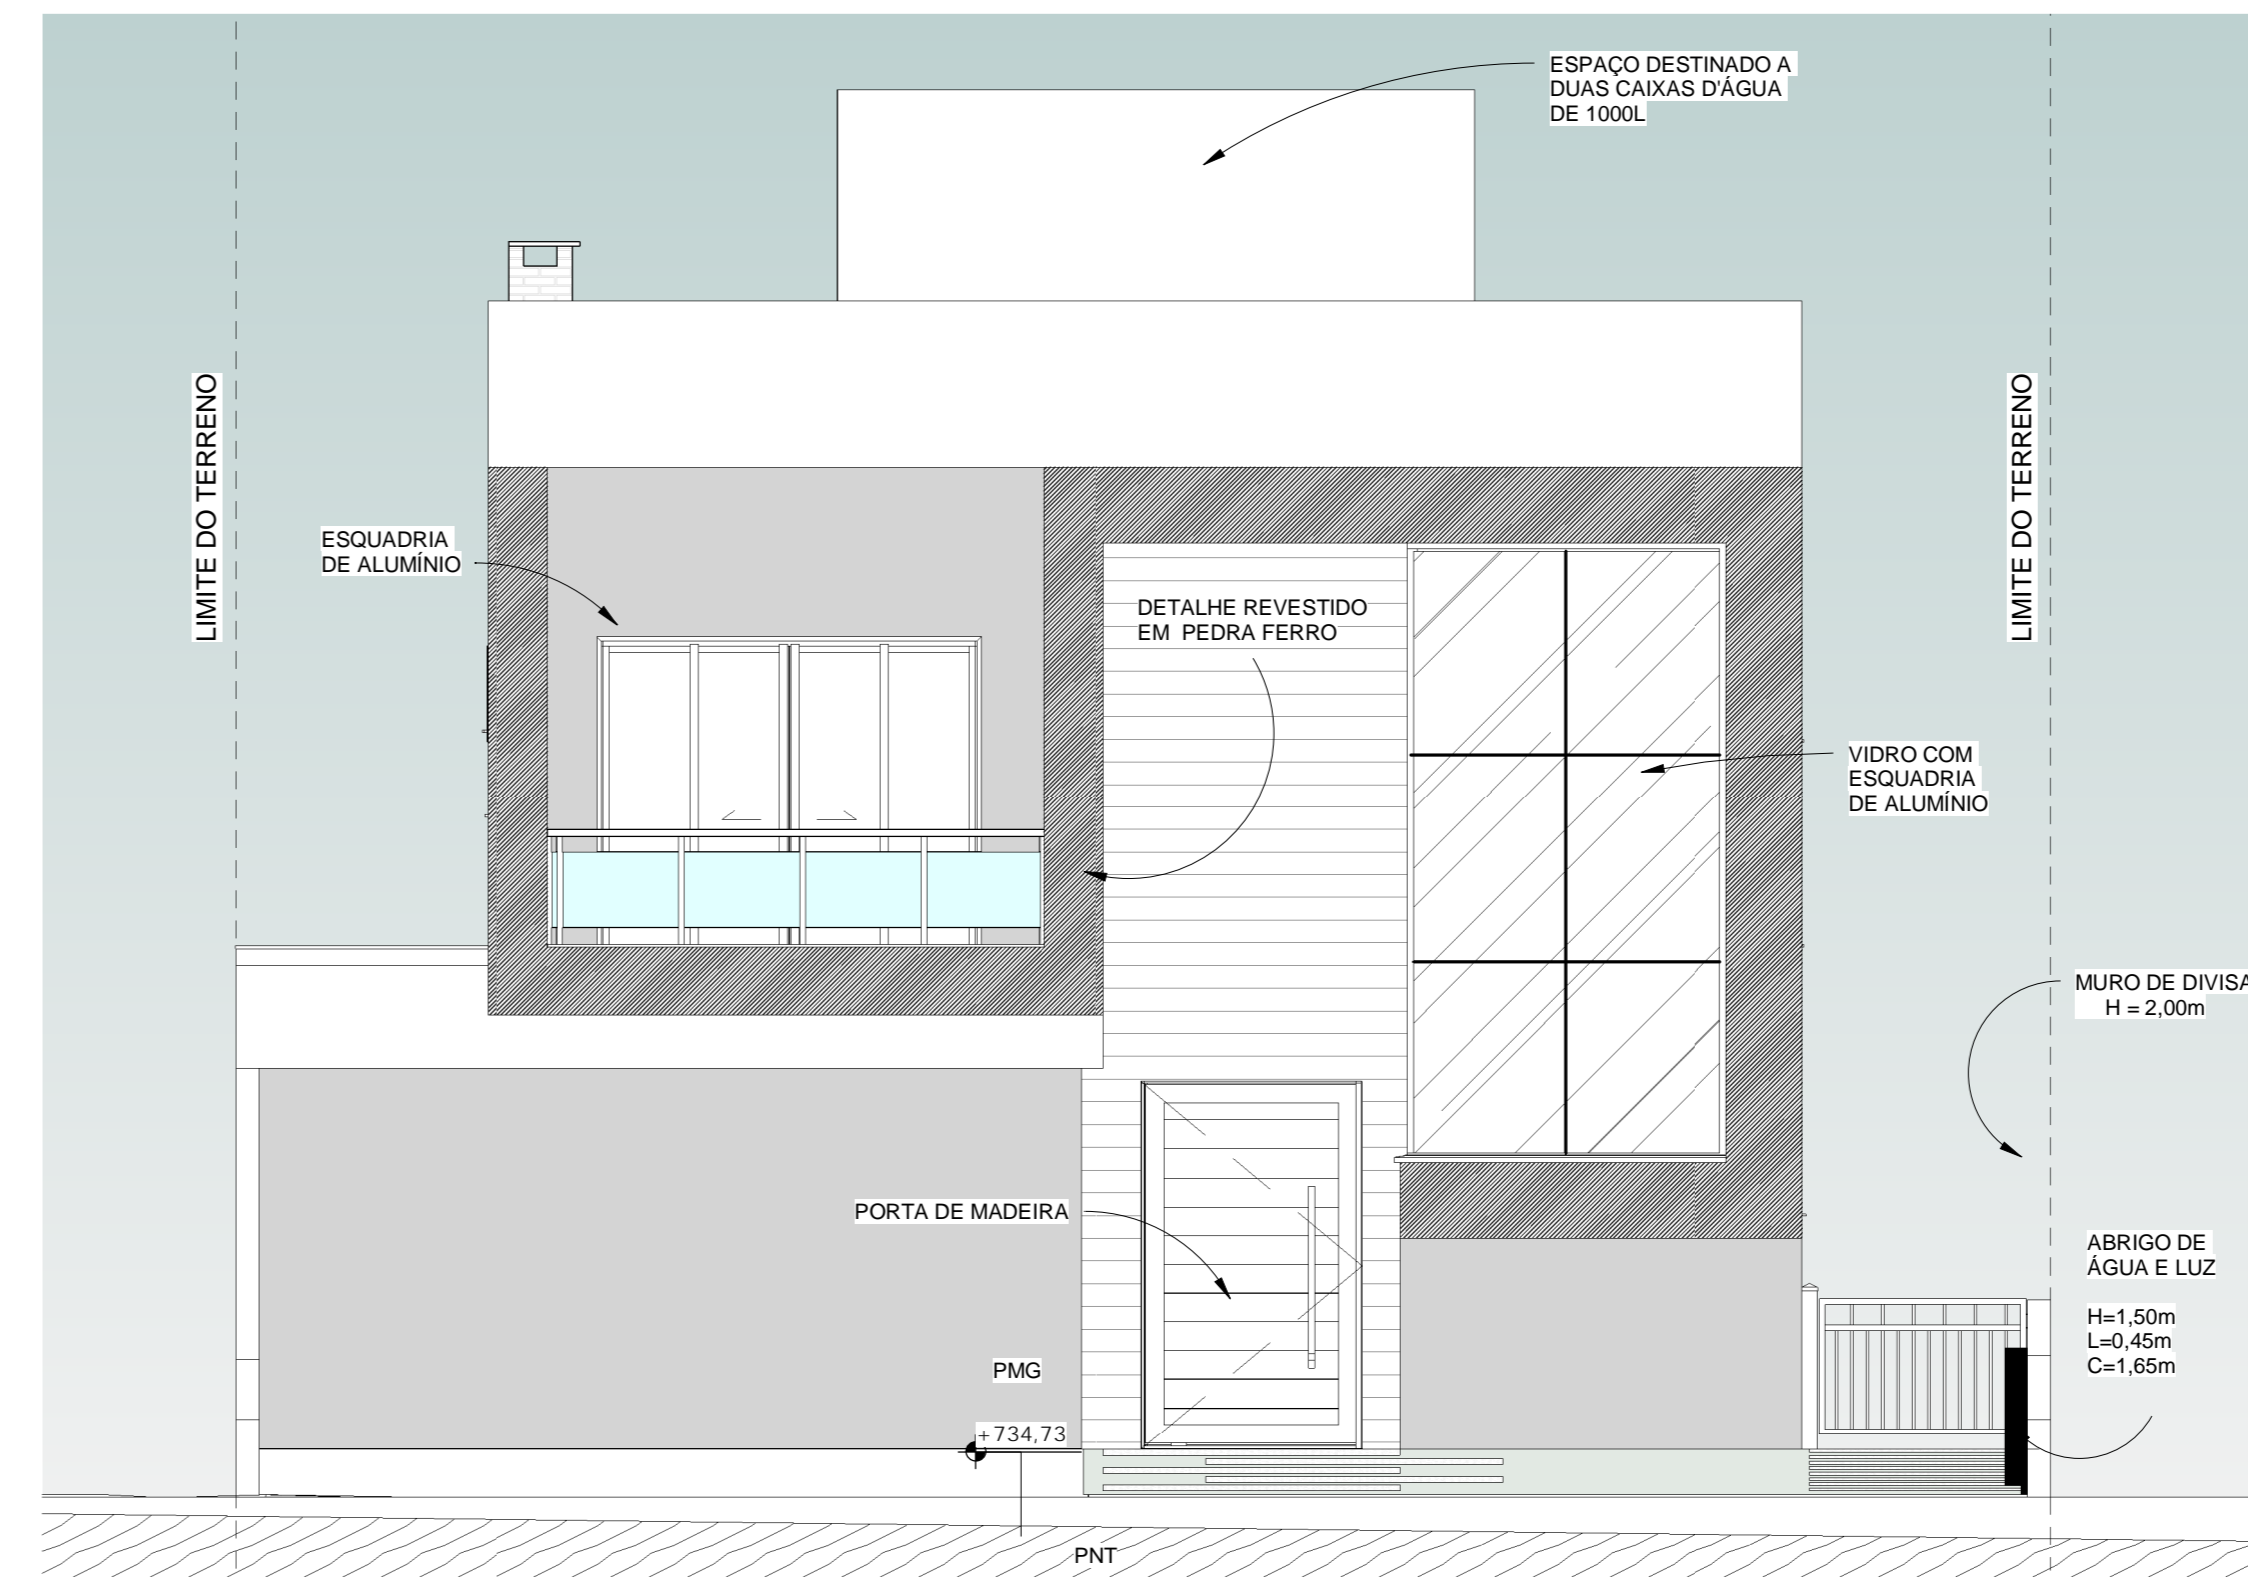 ESPAÇO DESTINADO A
DUAS CAIXAS D'ÁGUA
DE 1000L
LIMITE DO TERRENO
LIMITE DO TERRENO
ESQUADRIA
DE ALUMÍNIO
DETALHE REVESTIDO
EM PEDRA FERRO
VIDRO COM
ESQUADRIA
DE ALUMÍNIO
MURO DE DIVISA
H = 2,00m
PORTA DE MADEIRA
ABRIGO DE
ÁGUA E LUZ
H=1,50m
L=0,45m
C=1,65m
PMG
+734,73
PNT